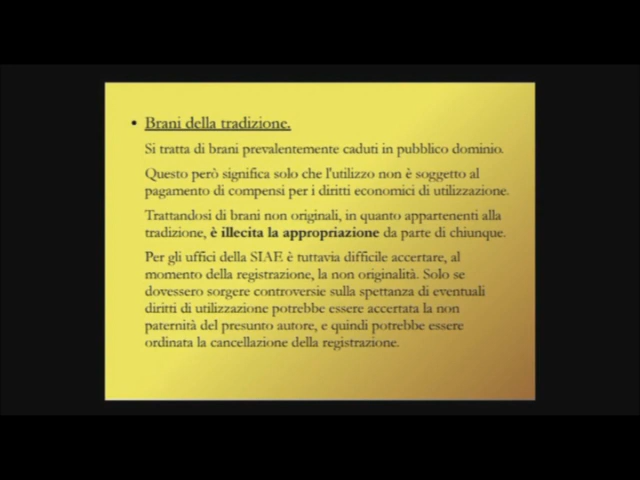 • Brani della tradizione.
Si tratta di brani prevalentemente caduti in pubblico dominio.
Questo però significa solo che l'utilizzo non è soggetto al
pagamento di compensi per i diritti economici di utilizzazione.
Trattandosi di brani non originali, in quanto appartenenti alla
tradizione, è illecita la appropriazione da parte di chiunque.
Per gli uffici della SIAE è tuttavia difficile accertare, al
momento della registrazione, la non originalità. Solo se
dovessero sorgere controversie sulla spettanza di eventuali
diritti di utilizzazione potrebbe essere accertata la non
paternità del presunto autore, e quindi potrebbe essere
ordinata la cancellazione della registrazione.